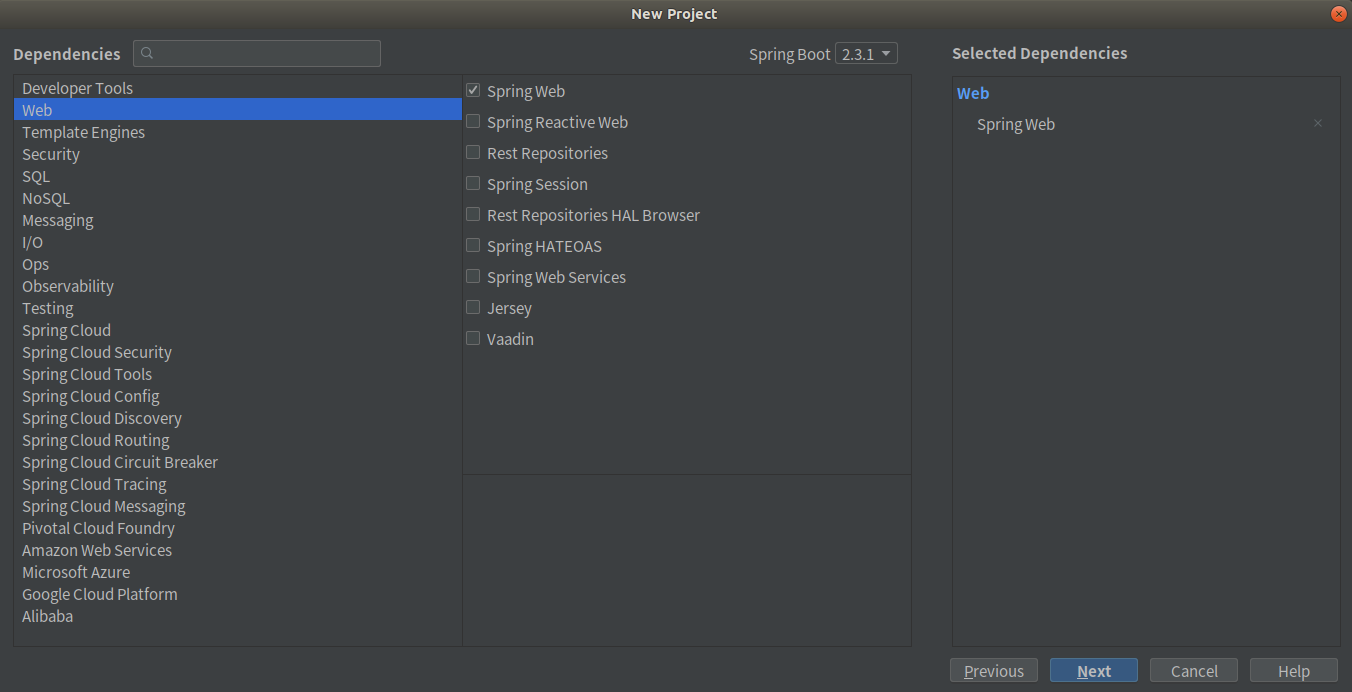 New Project
Dependencies
Spring Boot 2.3.1
Selected Dependencies
Developer Tools
Web
Template Engines
Security
SQL
NoSQL
Messaging
I/O
Ops
Observability
Testing
Spring Cloud
Spring Cloud Security
Spring Cloud Tools
Spring Cloud Config
Spring Cloud Discovery
Spring Cloud Routing
Spring Cloud Circuit Breaker
Spring Cloud Tracing
Spring Cloud Messaging
Pivotal Cloud Foundry
Amazon Web Services
Microsoft Azure
Google Cloud Platform
Alibaba
Spring Web
Spring Reactive Web
Rest Repositories
Spring Session
Rest Repositories HAL Browser
Spring HATEOAS
Spring Web Services
Jersey
Vaadin
Web
Spring Web
Previous
Next
Cancel
Help